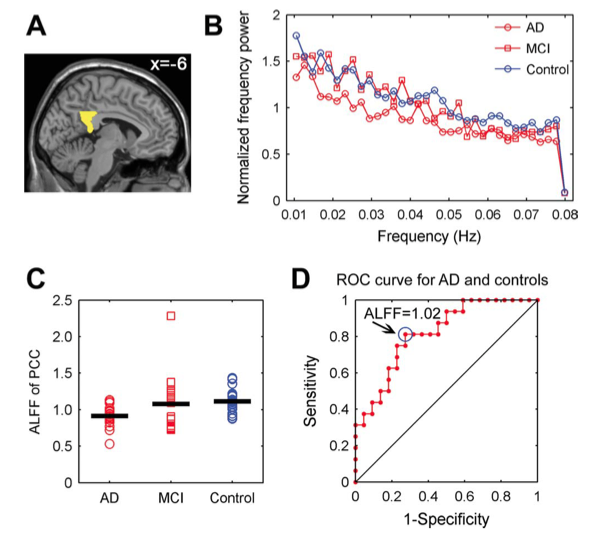 A
x=-6
B
Normalized frequency power
2
1.5
1
0.5
0
0.01 0.02 0.03 0.04 0.05 0.06 0.07 0.08
Frequency (Hz)
AD
MCI
Control
C
ALFF of PCC
2.5
2.0
1.5
1.0
0.5
0
AD MCI Control
D
ROC curve for AD and controls
ALFF=1.02
Sensitivity
1
0.8
0.6
0.4
0.2
0
0 0.2 0.4 0.6 0.8 1
1-Specificity